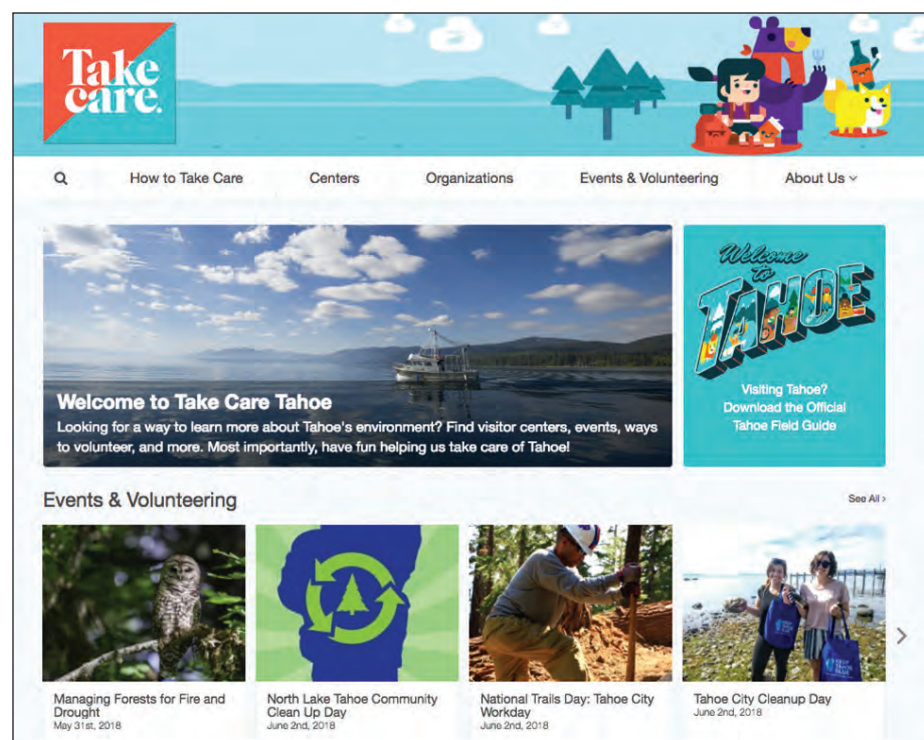 Take
care.
How to Take Care
Centers
Organizations
Events & Volunteering
About Us
Welcome to Take Care Tahoe
Looking for a way to learn more about Tahoe's environment? Find visitor centers, events, ways
to volunteer, and more. Most importantly, have fun helping us take care of Tahoe!
Welcome
to
TAHOE
Visiting Tahoe?
Download the Official
Tahoe Field Guide
Events & Volunteering
See All ›
Managing Forests for Fire and
Drought
May 31st, 2018
North Lake Tahoe Community
Clean Up Day
June 2nd, 2018
National Trails Day: Tahoe City
Workday
June 2nd, 2018
Tahoe City Cleanup Day
June 2nd, 2018
KEEP
TAHOE
BLUE